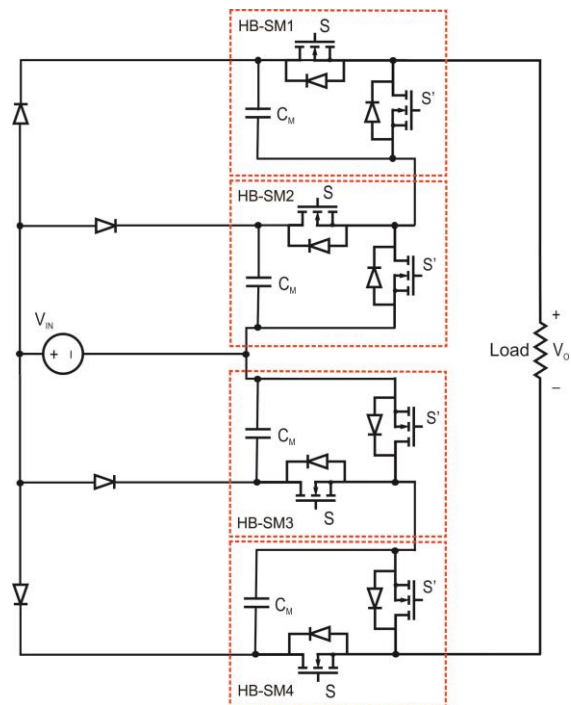 HB-SM1
S
S'
C_M
HB-SM2
S
S'
C_M
V_IN
+ I
+
Load
V_O
–
S'
C_M
S
HB-SM3
C_M
S'
S
HB-SM4